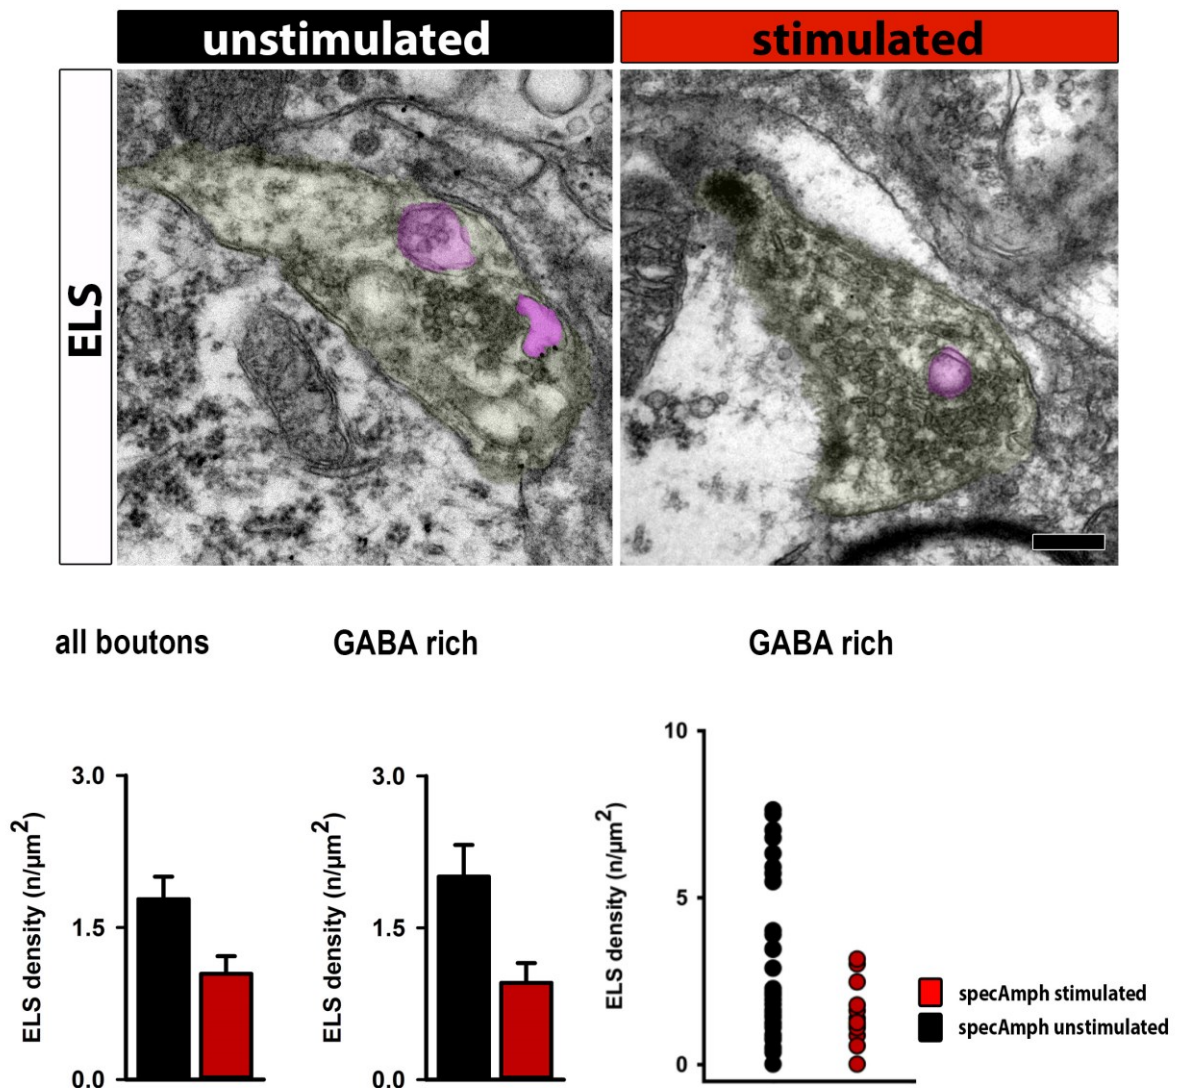 unstimulated
stimulated
ELS
all boutons
GABA rich
GABA rich
ELS density (n/µm²)
3.0
1.5
0.0
ELS density (n/µm²)
3.0
1.5
0.0
ELS density (n/µm²)
10
5
0
specAmph stimulated
specAmph unstimulated